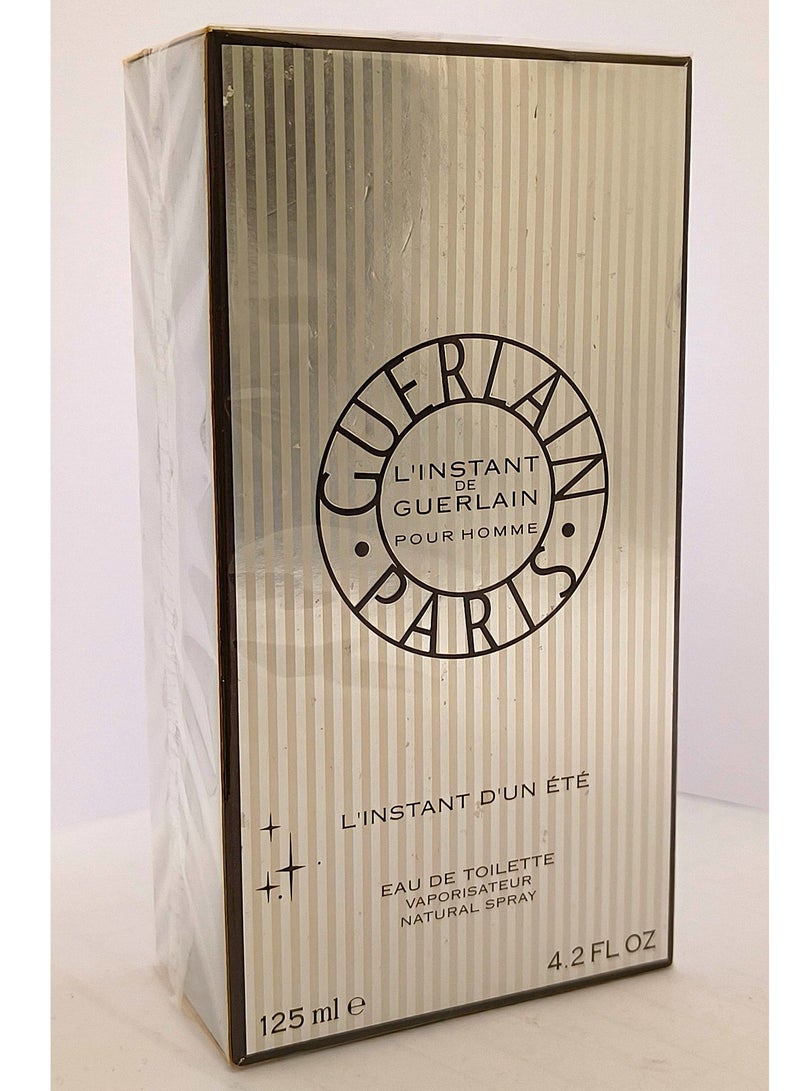 GUERLAIN
L'INSTANT
DE
GUERLAIN
POUR HOMME
PARIS
L'INSTANT D'UN ÉTÉ
EAU DE TOILETTE
VAPORISATEUR
NATURAL SPRAY
4.2 FL OZ
125 ml ℮